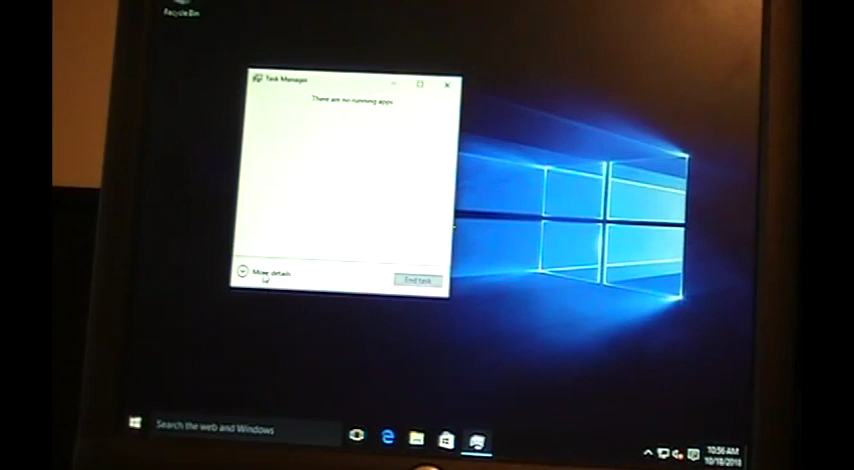 Recycle Bin
Task Manager
There are no running apps
More details
End task
Search the web and Windows
10:56 AM
10/18/2018